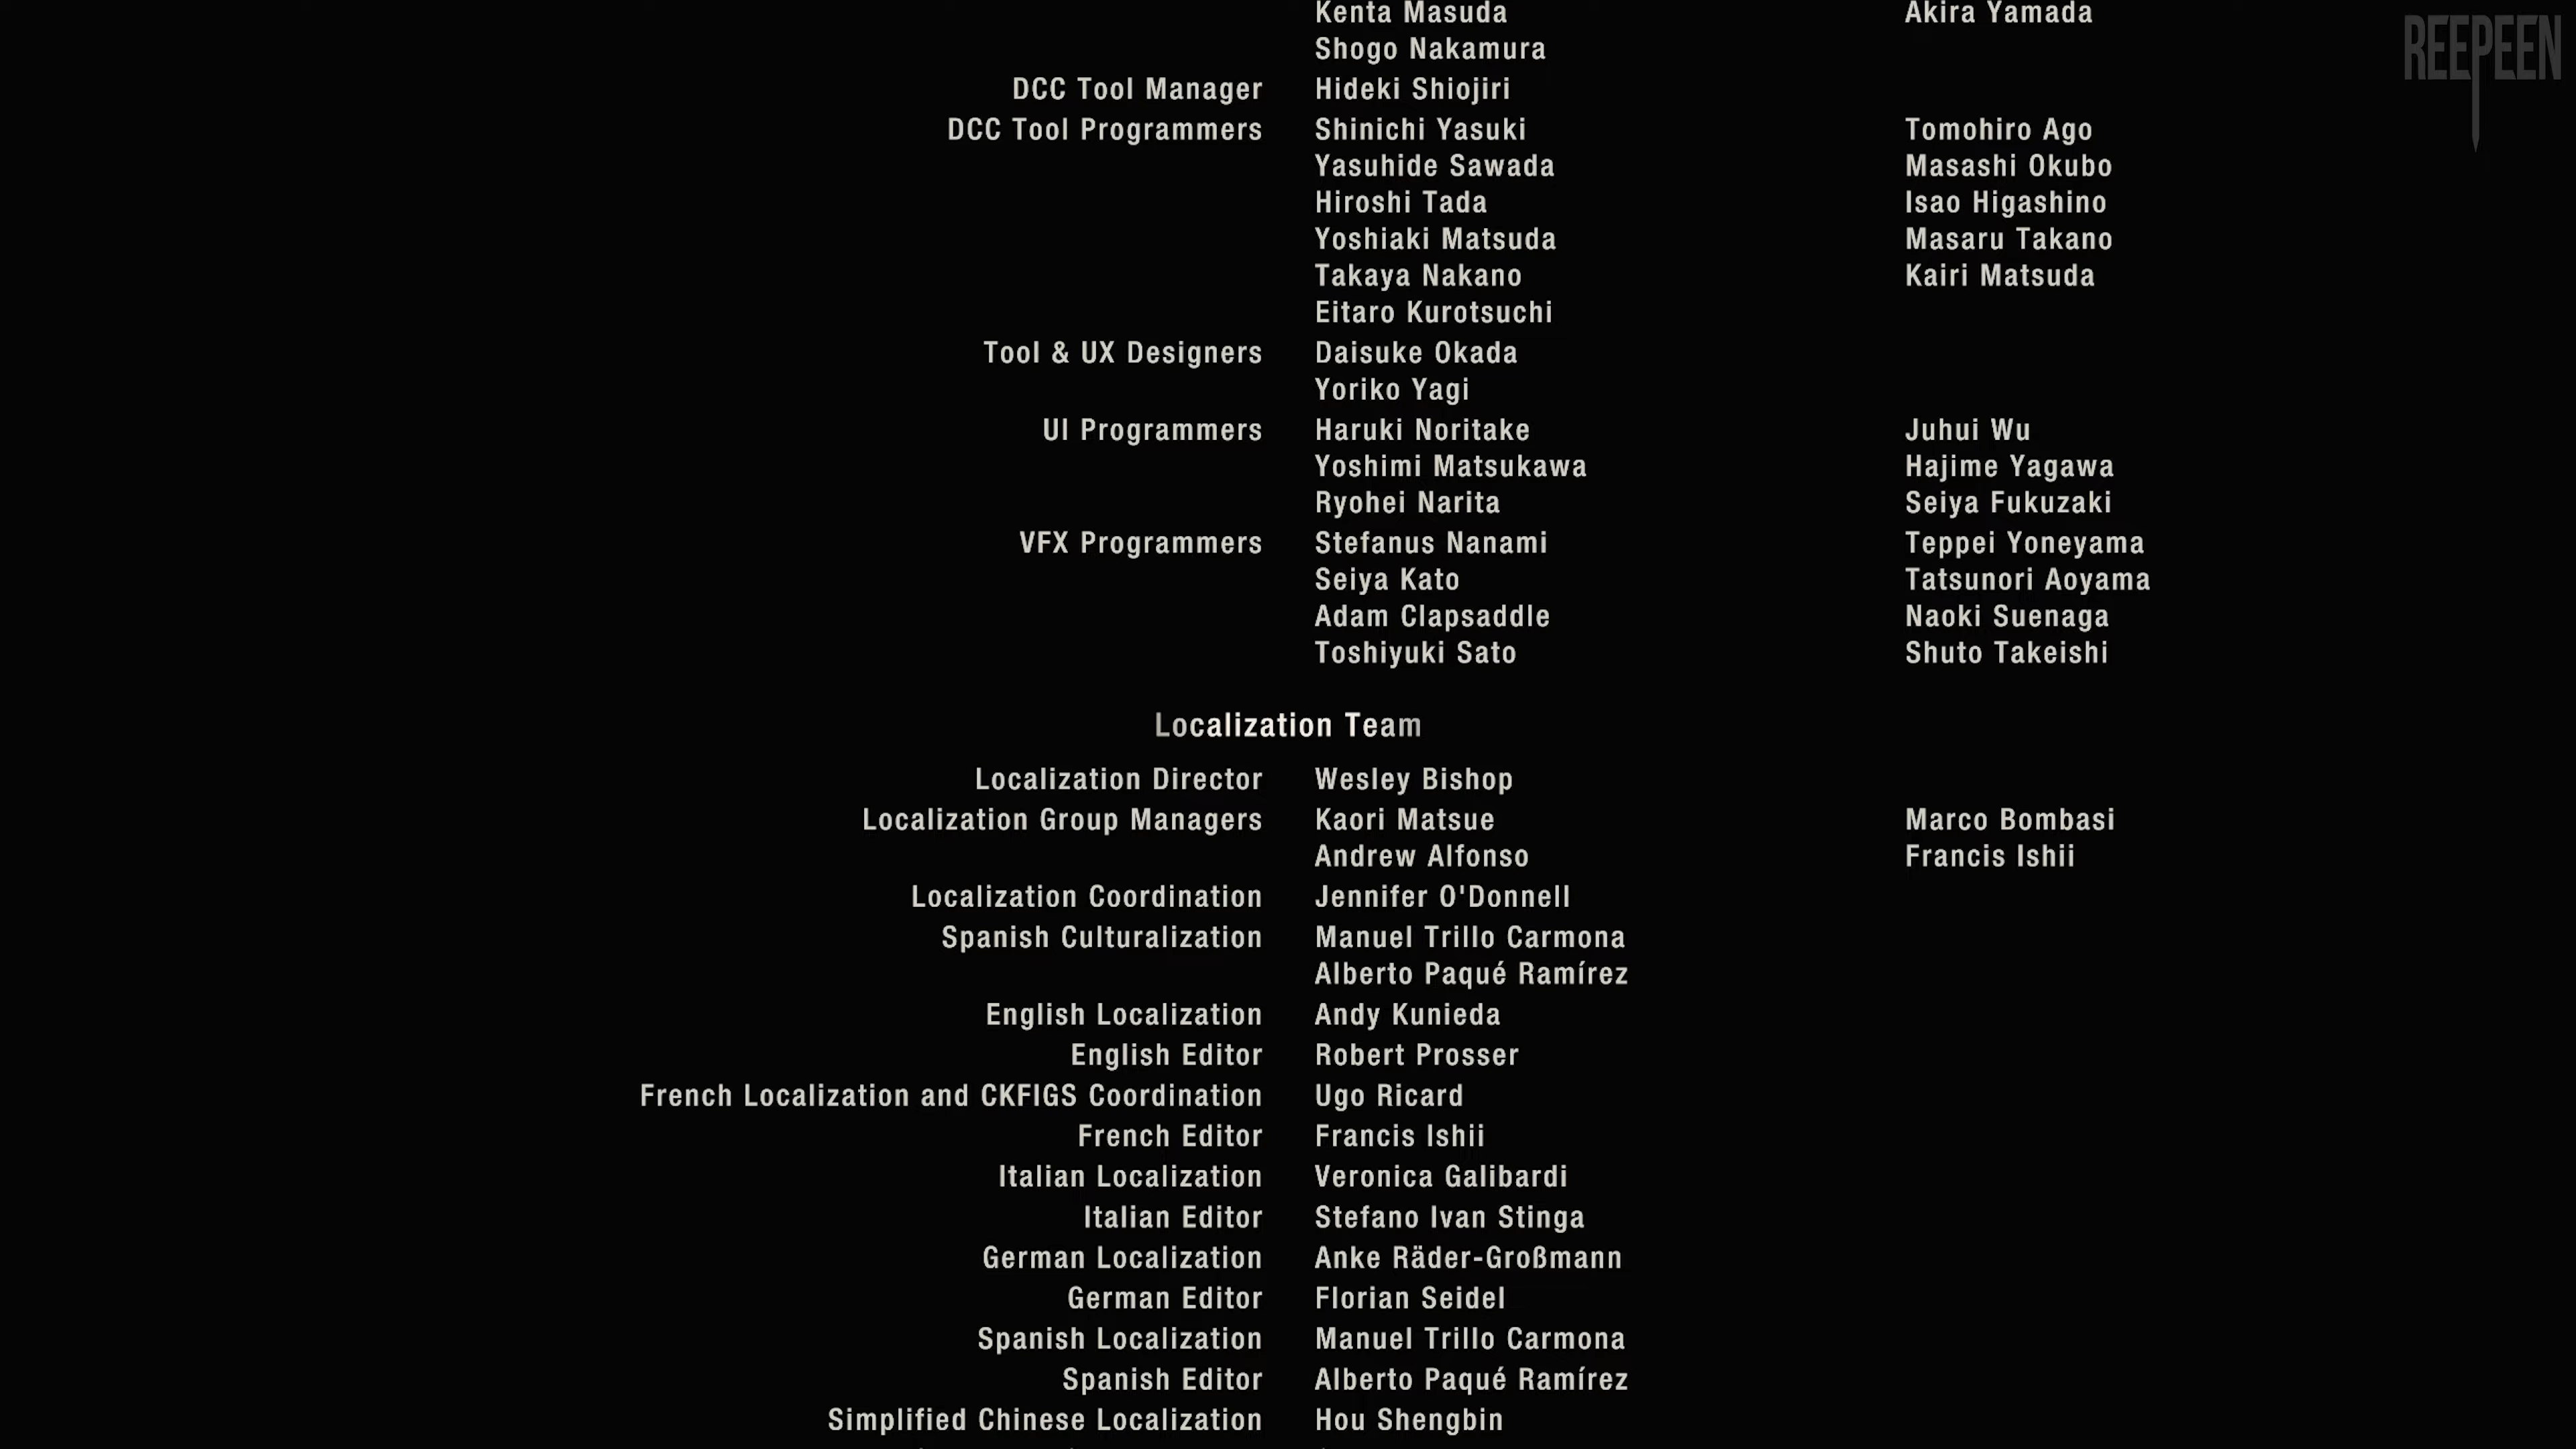 Kenta Masuda Akira Yamada
REEPEEN
Shogo Nakamura
DCC Tool Manager Hideki Shiojiri
DCC Tool Programmers Shinichi Yasuki Tomohiro Ago
Yasuhide Sawada Masashi Okubo
Hiroshi Tada Isao Higashino
Yoshiaki Matsuda Masaru Takano
Takaya Nakano Kairi Matsuda
Eitaro Kurotsuchi
Tool & UX Designers Daisuke Okada
Yoriko Yagi
UI Programmers Haruki Noritake Juhui Wu
Yoshimi Matsukawa Hajime Yagawa
Ryohei Narita Seiya Fukuzaki
VFX Programmers Stefanus Nanami Teppei Yoneyama
Seiya Kato Tatsunori Aoyama
Adam Clapsaddle Naoki Suenaga
Toshiyuki Sato Shuto Takeishi
Localization Team
Localization Director Wesley Bishop
Localization Group Managers Kaori Matsue Marco Bombasi
Andrew Alfonso Francis Ishii
Localization Coordination Jennifer O'Donnell
Spanish Culturalization Manuel Trillo Carmona
Alberto Paqué Ramírez
English Localization Andy Kunieda
English Editor Robert Prosser
French Localization and CKFIGS Coordination Ugo Ricard
French Editor Francis Ishii
Italian Localization Veronica Galibardi
Italian Editor Stefano Ivan Stinga
German Localization Anke Räder-Großmann
German Editor Florian Seidel
Spanish Localization Manuel Trillo Carmona
Spanish Editor Alberto Paqué Ramírez
Simplified Chinese Localization Hou Shengbin